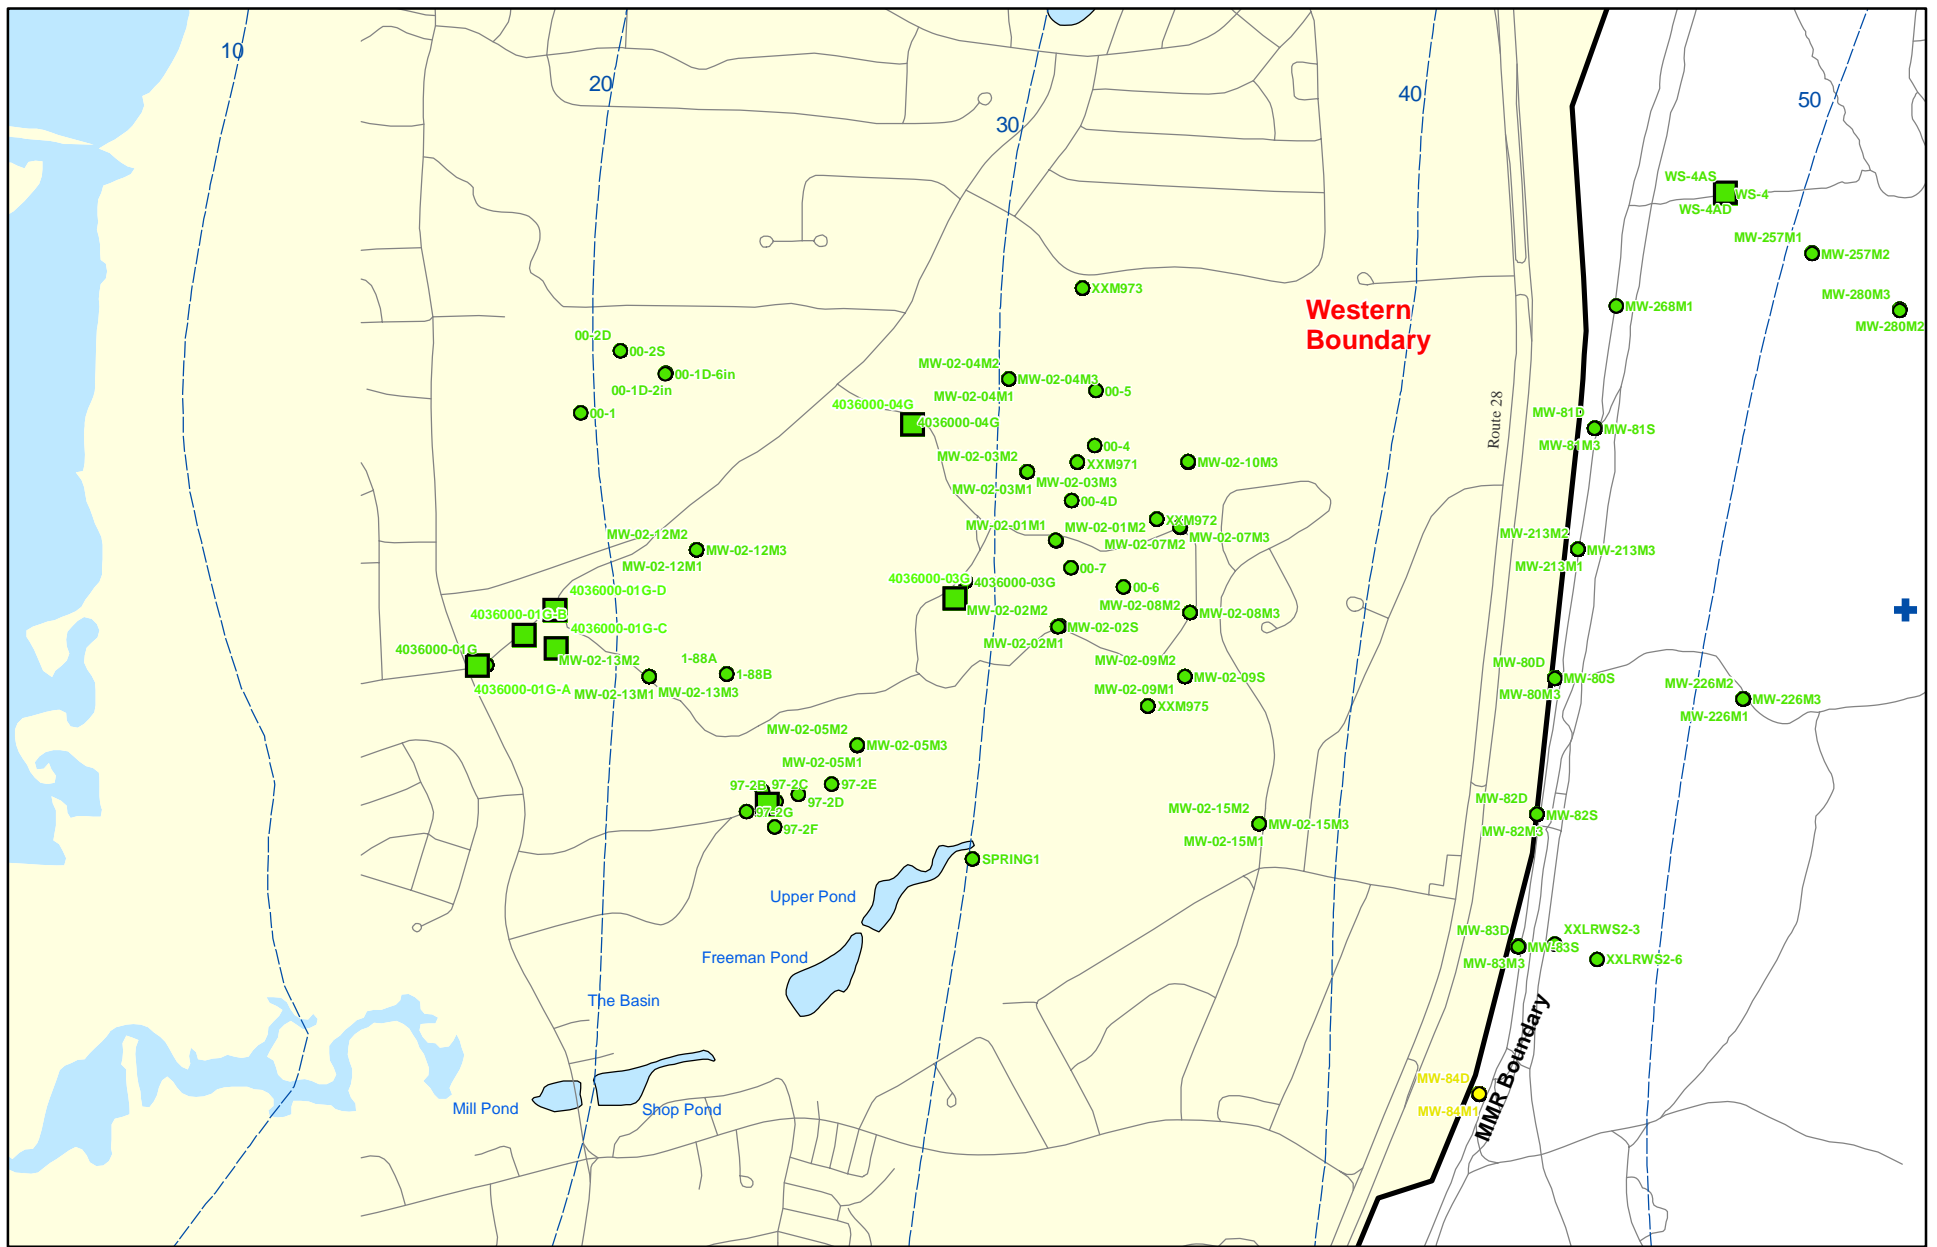 10
20
30
40
50
WS-4AS
WS-4
WS-4AD
MW-257M1
MW-257M2
MW-280M3
MW-280M2
MW-268M1
XXM973
Western
Boundary
00-2D
00-2S
00-1D-6in
00-1D-2in
00-1
MW-02-04M2
MW-02-04M3
MW-02-04M1
00-5
4036000-04G
4036000-04G
Route 28
MW-81D
MW-81S
MW-81M3
00-4
MW-02-03M2
XXM971
MW-02-10M3
MW-02-03M3
MW-02-03M1
00-4D
MW-02-01M1
MW-02-01M2
XXM972
MW-02-07M2
MW-02-07M3
MW-02-12M2
MW-02-12M3
MW-02-12M1
MW-213M2
MW-213M3
MW-213M1
00-7
4036000-03G
4036000-03G
00-6
4036000-01G-D
4036000-01G-B
4036000-01G-C
MW-02-02M2
MW-02-08M2
MW-02-08M3
MW-02-02S
MW-02-02M1
4036000-01G
4036000-01G-A
MW-02-13M2
MW-02-13M1
MW-02-13M3
1-88A
1-88B
MW-02-09M2
MW-02-09S
MW-02-09M1
XXM975
MW-80D
MW-80S
MW-80M3
MW-226M2
MW-226M3
MW-226M1
MW-02-05M2
MW-02-05M3
MW-02-05M1
97-2B
97-2C
97-2E
97-2D
97-2G
97-2F
MW-02-15M2
MW-02-15M3
MW-02-15M1
MW-82D
MW-82S
MW-82M3
SPRING1
Upper Pond
Freeman Pond
MW-83D
MW-83S
MW-83M3
XXLRWS2-3
XXLRWS2-6
The Basin
MMR Boundary
MW-84D
MW-84M1
Mill Pond
Shop Pond